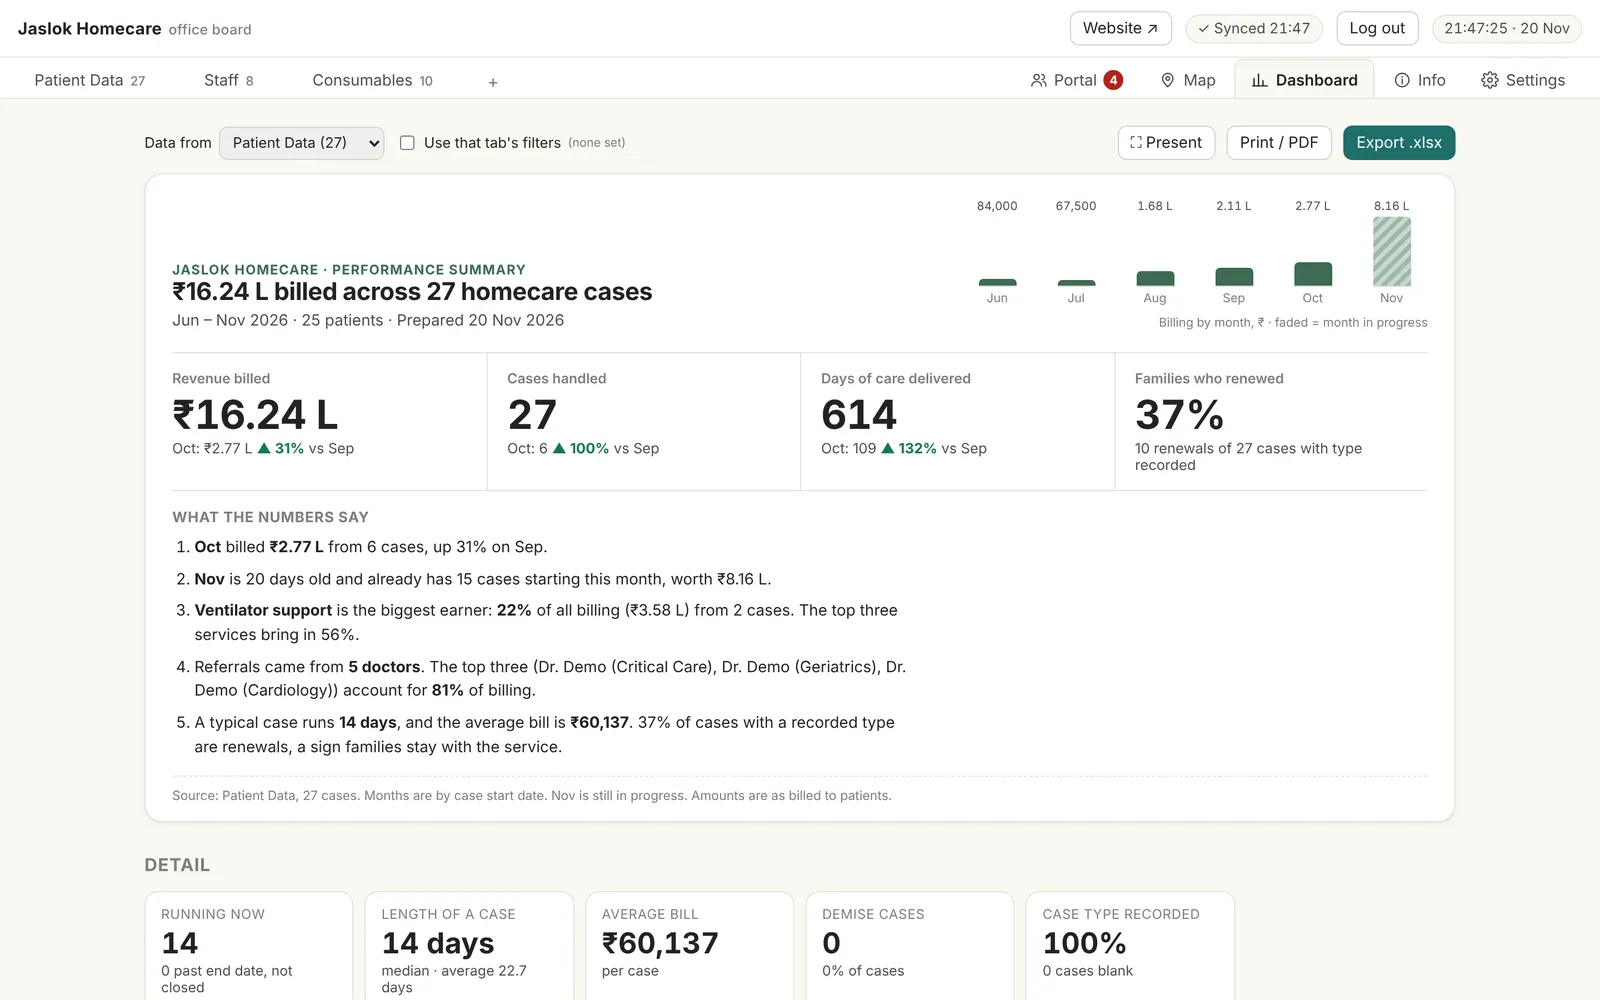 Jaslok Homecare office board
Website ↗
✓ Synced 21:47
Log out
21:47:25 · 20 Nov
Patient Data 27
Staff 8
Consumables 10
+
Portal 4
Map
Dashboard
Info
Settings
Data from
Patient Data (27)
Use that tab's filters (none set)
Present
Print / PDF
Export .xlsx
JASLOK HOMECARE · PERFORMANCE SUMMARY
₹16.24 L billed across 27 homecare cases
Jun – Nov 2026 · 25 patients · Prepared 20 Nov 2026
84,000 67,500 1.68 L 2.11 L 2.77 L 8.16 L
Jun Jul Aug Sep Oct Nov
Billing by month, ₹ · faded = month in progress
Revenue billed
₹16.24 L
Oct: ₹2.77 L ▲ 31% vs Sep
Cases handled
27
Oct: 6 ▲ 100% vs Sep
Days of care delivered
614
Oct: 109 ▲ 132% vs Sep
Families who renewed
37%
10 renewals of 27 cases with type
recorded
WHAT THE NUMBERS SAY
1. Oct billed ₹2.77 L from 6 cases, up 31% on Sep.
2. Nov is 20 days old and already has 15 cases starting this month, worth ₹8.16 L.
3. Ventilator support is the biggest earner: 22% of all billing (₹3.58 L) from 2 cases. The top three
services bring in 56%.
4. Referrals came from 5 doctors. The top three (Dr. Demo (Critical Care), Dr. Demo (Geriatrics), Dr.
Demo (Cardiology)) account for 81% of billing.
5. A typical case runs 14 days, and the average bill is ₹60,137. 37% of cases with a recorded type
are renewals, a sign families stay with the service.
Source: Patient Data, 27 cases. Months are by case start date. Nov is still in progress. Amounts are as billed to patients.
DETAIL
RUNNING NOW
14
0 past end date, not
closed
LENGTH OF A CASE
14 days
median · average 22.7
days
AVERAGE BILL
₹60,137
per case
DEMISE CASES
0
0% of cases
CASE TYPE RECORDED
100%
0 cases blank